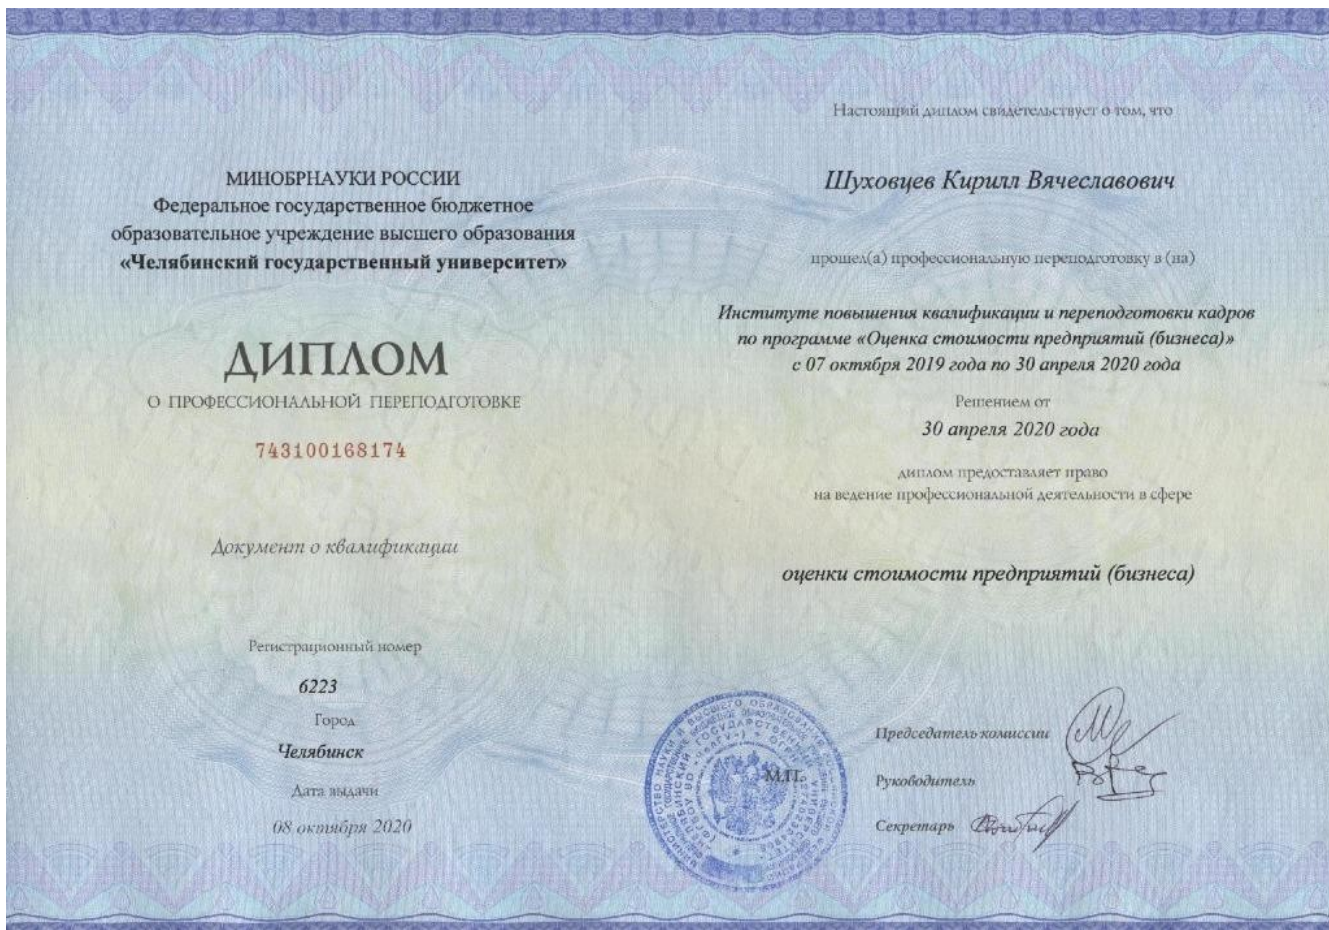 МИНОБРНАУКИ РОССИИ
Федеральное государственное бюджетное
образовательное учреждение высшего образования
«Челябинский государственный университет»
ДИПЛОМ
О ПРОФЕССИОНАЛЬНОЙ ПЕРЕПОДГОТОВКЕ
743100168174
Документ о квалификации
Регистрационный номер
6223
Город
Челябинск
Дата выдачи
08 октября 2020
Настоящий диплом свидетельствует о том, что
Шуховцев Кирилл Вячеславович
прошел(а) профессиональную переподготовку в (на)
Институте повышения квалификации и переподготовки кадров
по программе «Оценка стоимости предприятий (бизнеса)»
с 07 октября 2019 года по 30 апреля 2020 года
Решением от
30 апреля 2020 года
диплом предоставляет право
на ведение профессиональной деятельности в сфере
оценки стоимости предприятий (бизнеса)
М.П.
Председатель комиссии
Руководитель
Секретарь